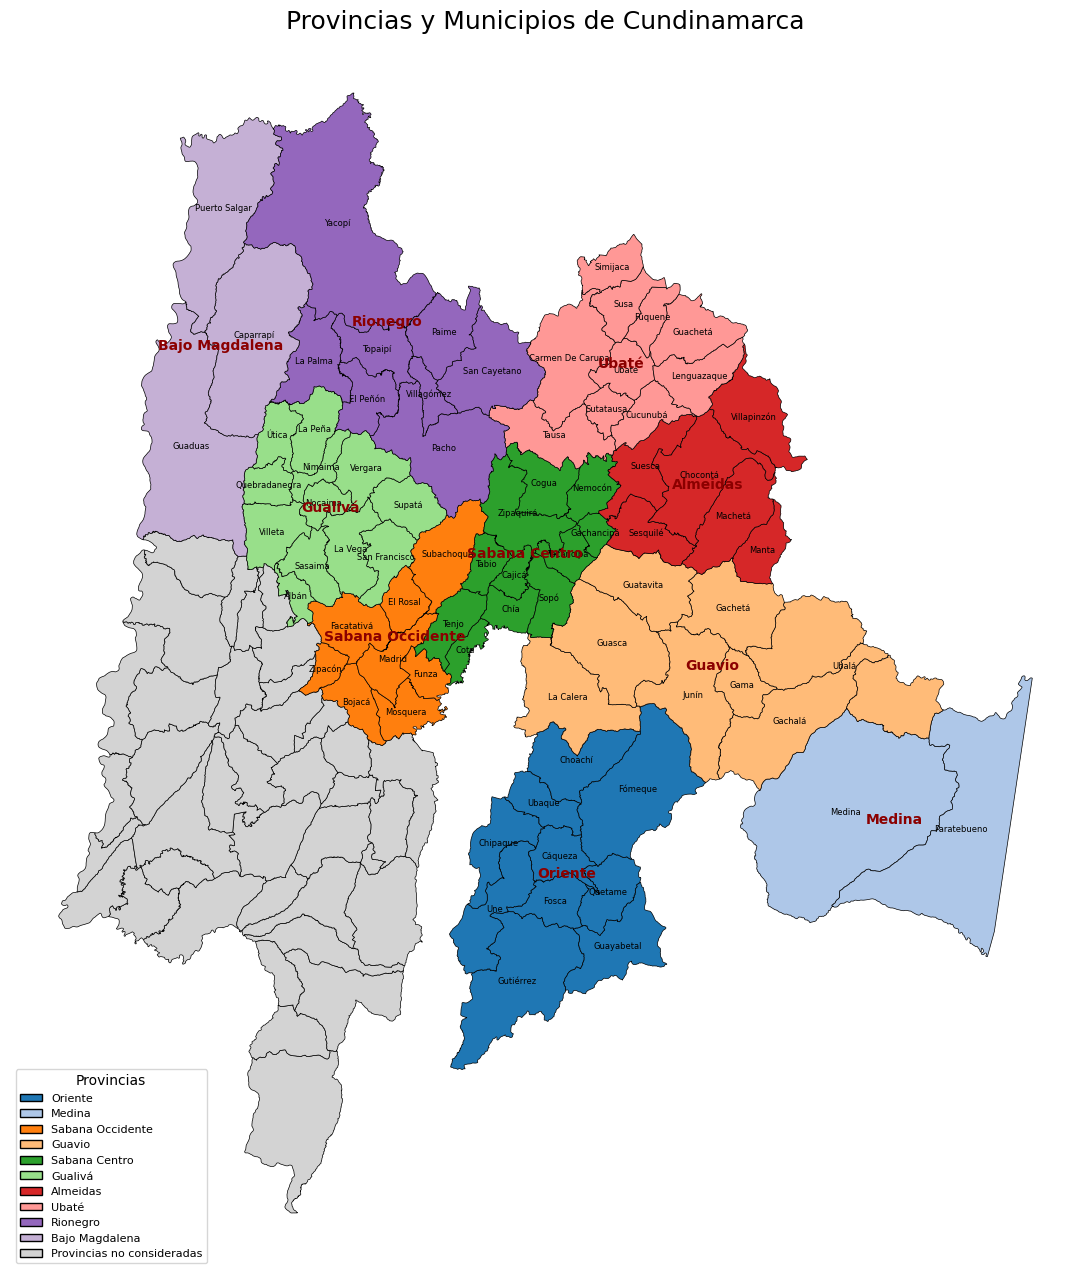 Provincias y Municipios de Cundinamarca
Puerto Salgar
Yacopí
Simijaca
Susa
Fúquene
Guachetá
Rionegro
Paime
Caparrapí
Bajo Magdalena
Topaipí
La Palma
San Cayetano
Carmen De Carupa
Ubaté
Ubaté
Lenguazaque
Villagómez
El Peñón
Sutatausa
Cucunubá
Villapinzón
Útica
La Peña
Tausa
Guaduas
Pacho
Nimaima
Vergara
Suesca
Chocontá
Almeidas
Quebradanegra
Cogua
Nemocón
Nocaima
Gualivá
Supatá
Zipaquirá
Machetá
Villeta
Gachancipá
Sesquilé
La Vega
San Francisco
Subachoque
Sabana Centro
Manta
Sasaima
Tabio
Cajicá
Guatavita
Albán
El Rosal
Sopó
Chía
Gachetá
Facatativá
Tenjo
Sabana Occidente
Guasca
Cota
Madrid
Zipacón
Funza
Guavio
Ubalá
Gama
La Calera
Junín
Bojacá
Mosquera
Gachalá
Choachí
Fómeque
Ubaque
Medina
Medina
Paratebueno
Chipaque
Cáqueza
Oriente
Quetame
Fosca
Une
Guayabetal
Gutiérrez
Provincias
Oriente
Medina
Sabana Occidente
Guavio
Sabana Centro
Gualivá
Almeidas
Ubaté
Rionegro
Bajo Magdalena
Provincias no consideradas